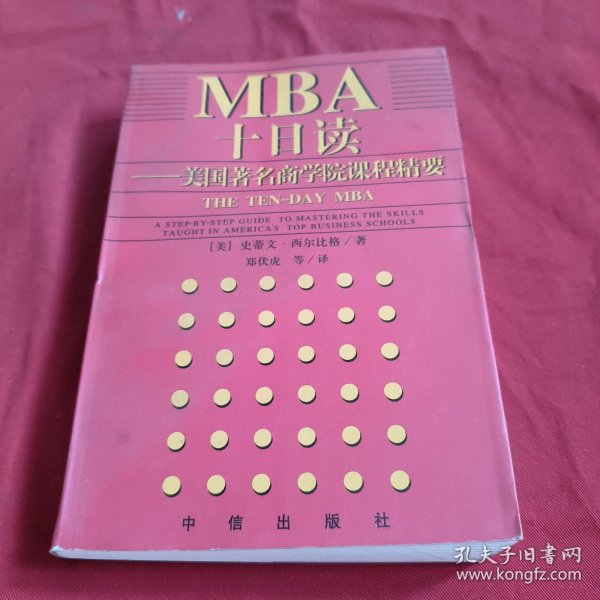 MBA
十日读
——美国著名商学院课程精要
THE TEN-DAY MBA
A STEP-BY-STEP GUIDE TO MASTERING THE SKILLS
TAUGHT IN AMERICA'S TOP BUSINESS SCHOOLS
[美] 史蒂文·西尔比格/著
郑伏虎 等/译
中信出版社
孔夫子旧书网
www.kongfz.com